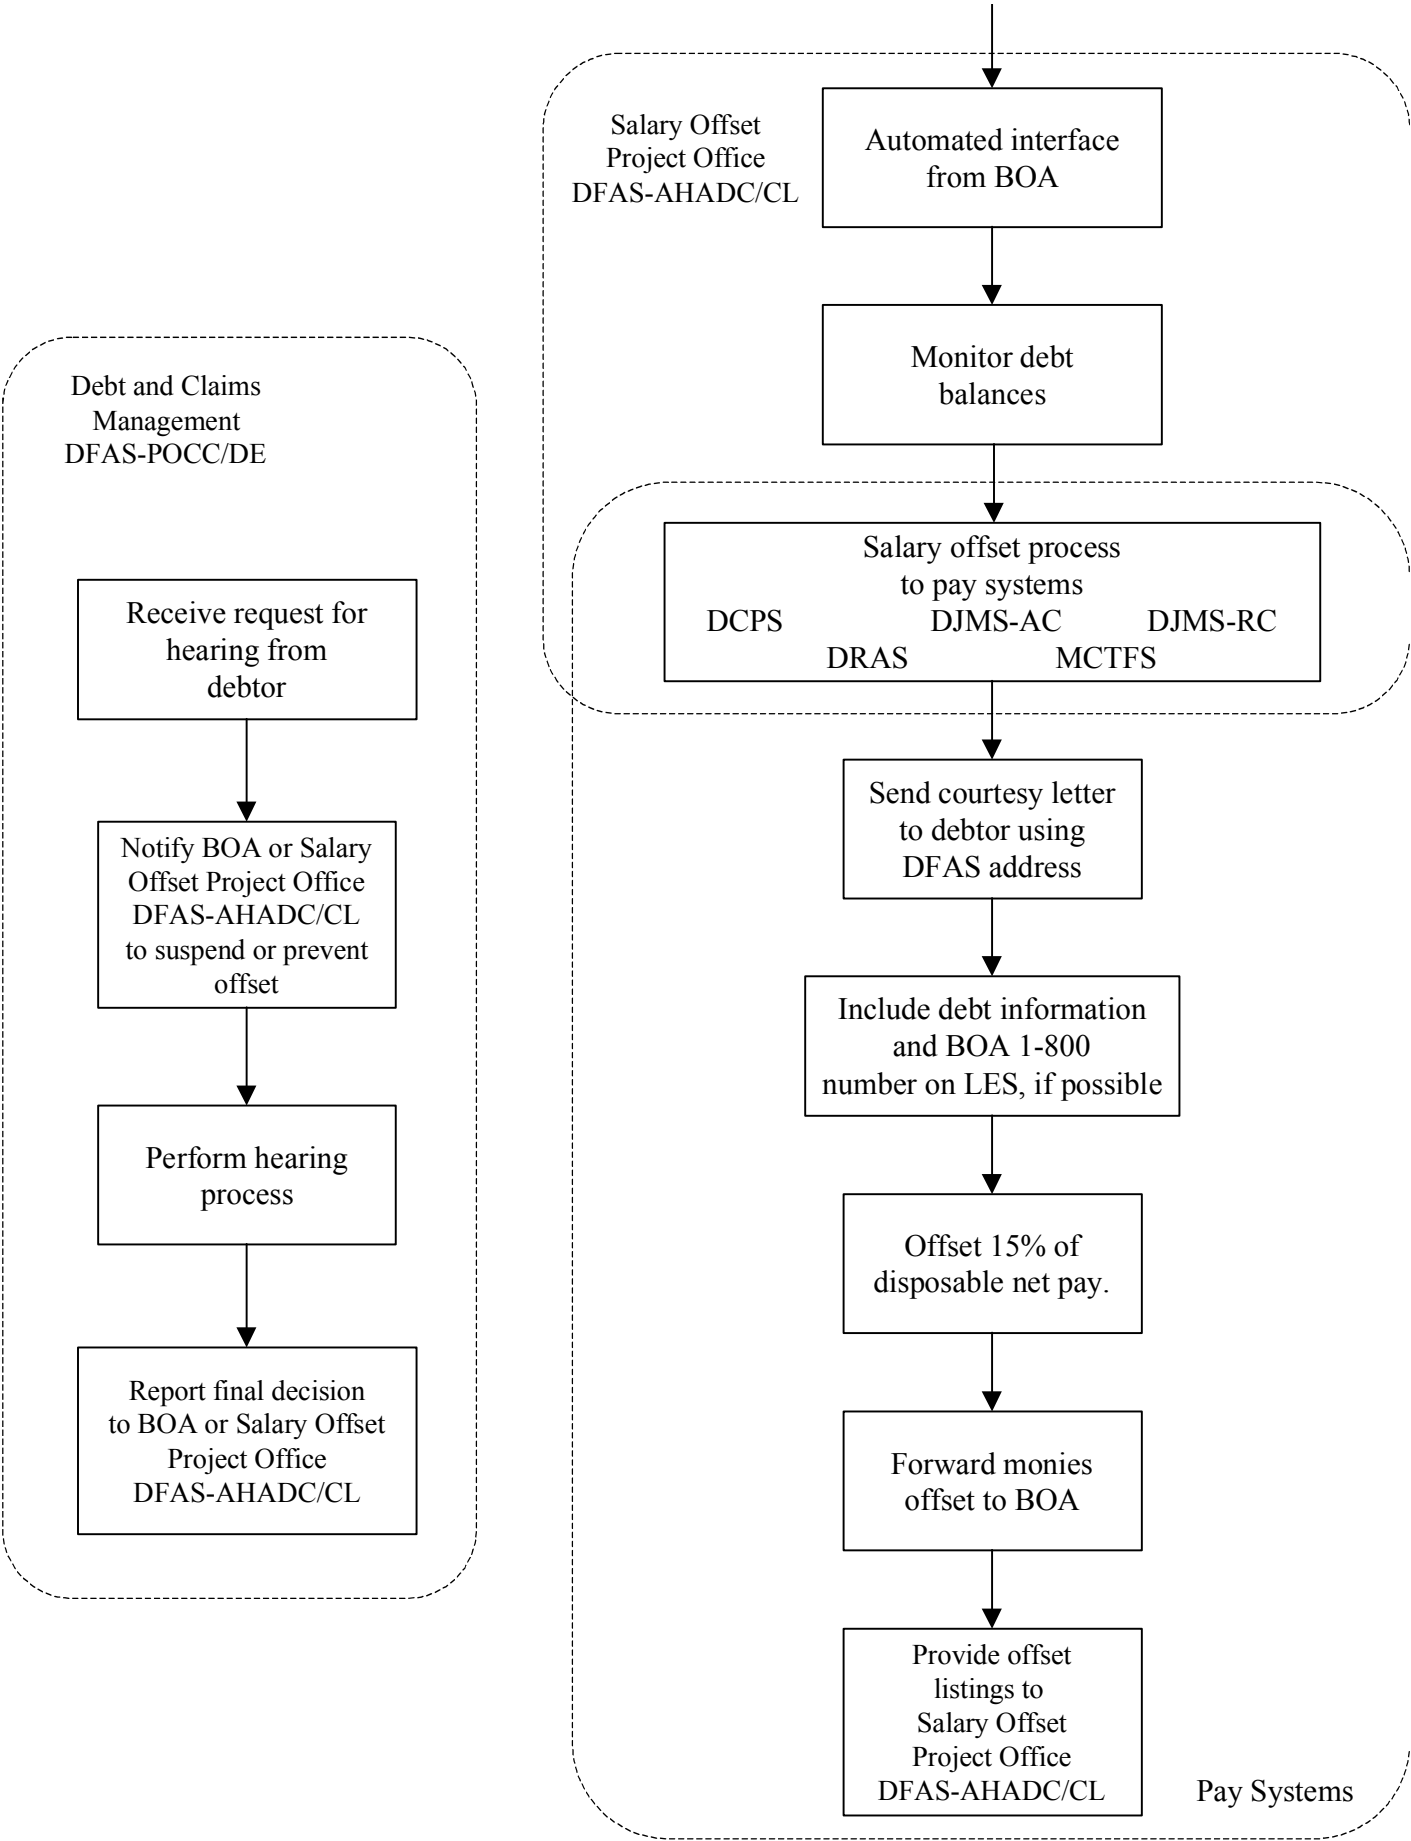 Salary Offset
Project Office
DFAS-AHADC/CL
Automated interface
from BOA
Monitor debt
balances
Salary offset process
to pay systems
DCPS DJMS-AC DJMS-RC
DRAS MCTFS
Send courtesy letter
to debtor using
DFAS address
Include debt information
and BOA 1-800
number on LES, if possible
Offset 15% of
disposable net pay.
Forward monies
offset to BOA
Provide offset
listings to
Salary Offset
Project Office
DFAS-AHADC/CL
Pay Systems
Debt and Claims
Management
DFAS-POCC/DE
Receive request for
hearing from
debtor
Notify BOA or Salary
Offset Project Office
DFAS-AHADC/CL
to suspend or prevent
offset
Perform hearing
process
Report final decision
to BOA or Salary Offset
Project Office
DFAS-AHADC/CL